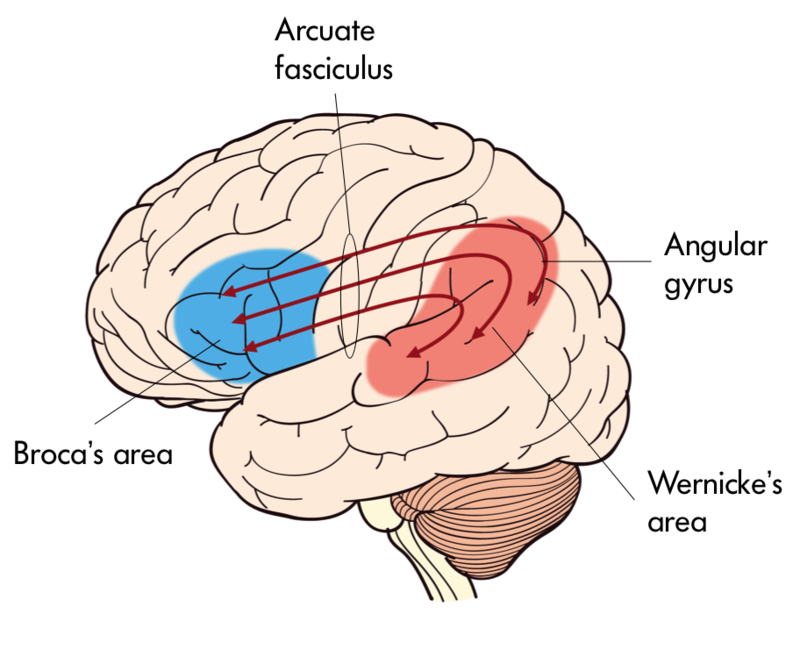 Arcuate
fasciculus
Angular
gyrus
Broca’s area
Wernicke’s
area